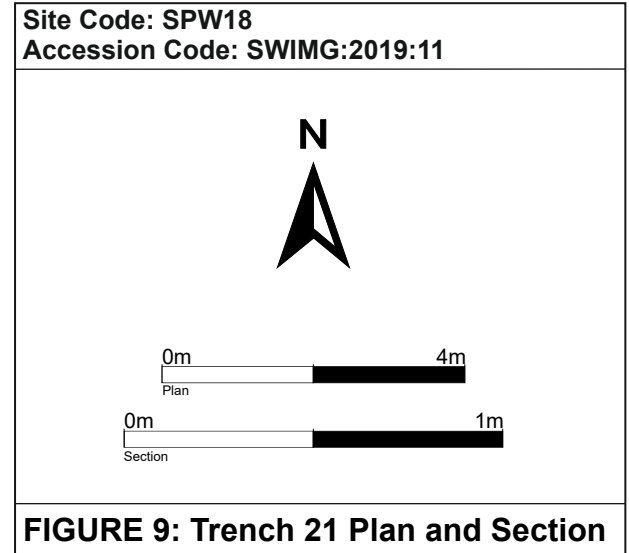 Site Code: SPW18
Accession Code: SWIMG:2019:11
N
0m 4m
Plan
0m 1m
Section
FIGURE 9: Trench 21 Plan and Section